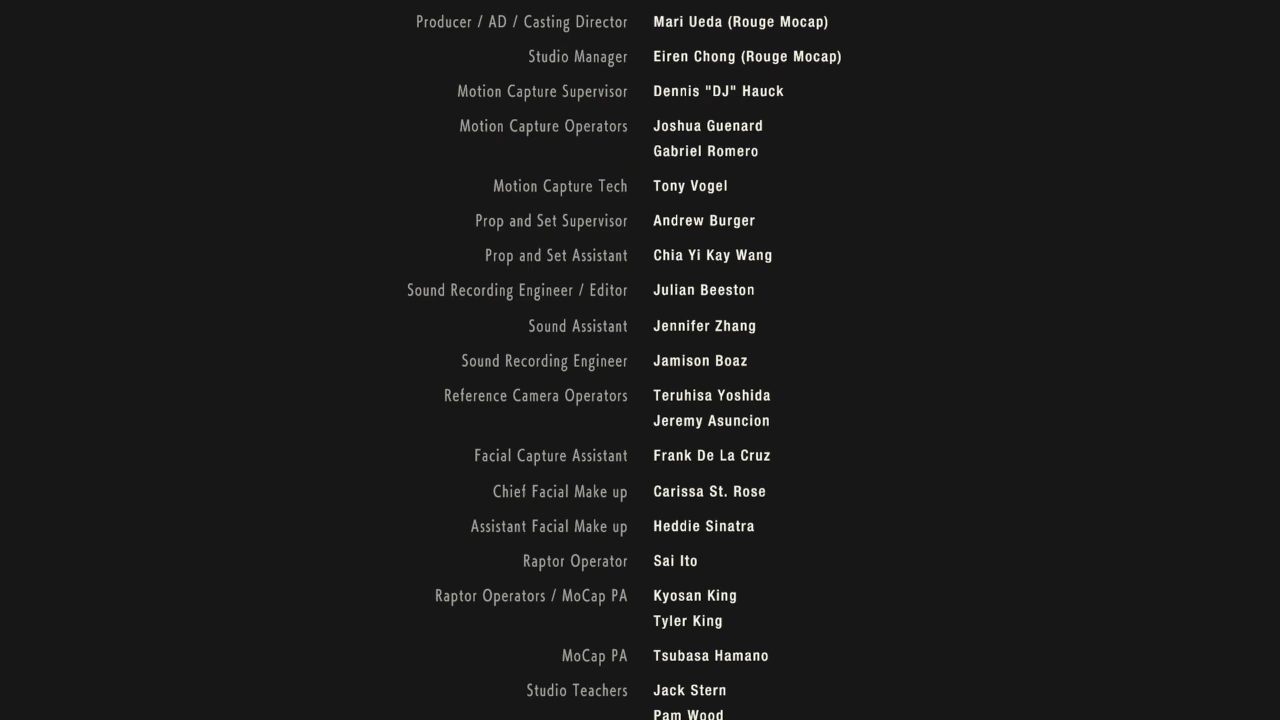 Producer / AD / Casting Director Mari Ueda (Rouge Mocap)
Studio Manager Eiren Chong (Rouge Mocap)
Motion Capture Supervisor Dennis "DJ" Hauck
Motion Capture Operators Joshua Guenard
Gabriel Romero
Motion Capture Tech Tony Vogel
Prop and Set Supervisor Andrew Burger
Prop and Set Assistant Chia Yi Kay Wang
Sound Recording Engineer / Editor Julian Beeston
Sound Assistant Jennifer Zhang
Sound Recording Engineer Jamison Boaz
Reference Camera Operators Teruhisa Yoshida
Jeremy Asuncion
Facial Capture Assistant Frank De La Cruz
Chief Facial Make up Carissa St. Rose
Assistant Facial Make up Heddie Sinatra
Raptor Operator Sai Ito
Raptor Operators / MoCap PA Kyosan King
Tyler King
MoCap PA Tsubasa Hamano
Studio Teachers Jack Stern
Pam Wood